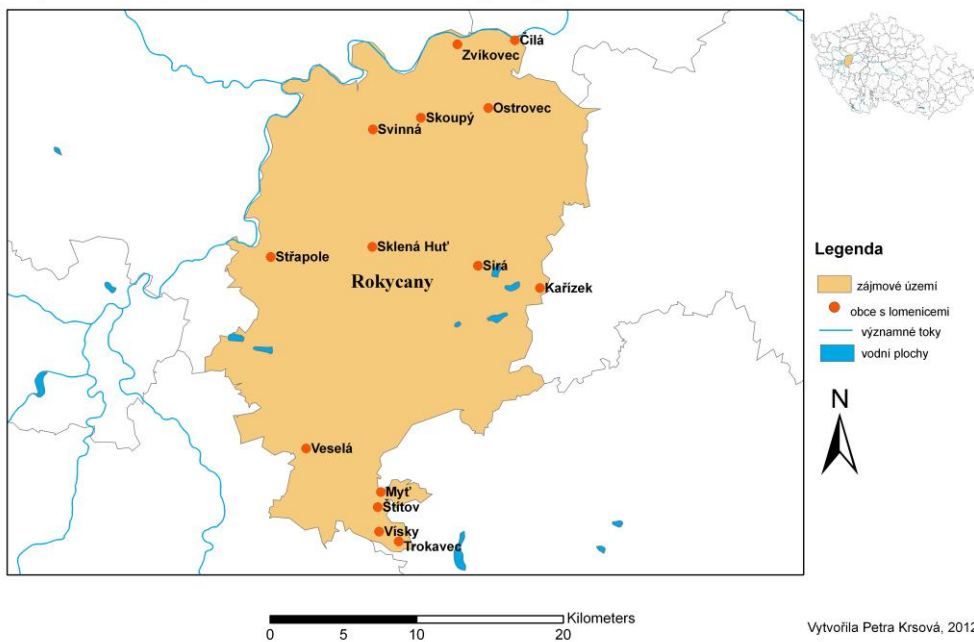 Čilá
Zvíkovec
Ostrovec
Skoupý
Svinná
Sklená Huť
Střapole
Sirá
Rokycany
Kařízek
Veselá
Myť
Štítov
Vísky
Trokavec
Legenda
zájmové území
obce s lomenicemi
významné toky
vodní plochy
N
Kilometers
0 5 10 20
Vytvořila Petra Krsová, 2012